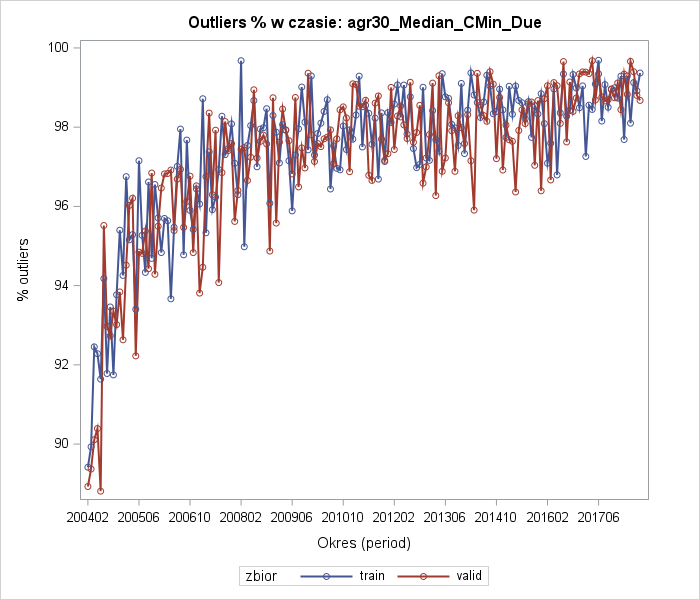 Outliers % w czasie: agr30_Median_CMin_Due
% outliers
100
98
96
94
92
90
200402 200506 200610 200802 200906 201010 201202 201306 201410 201602 201706
Okres (period)
zbior train valid